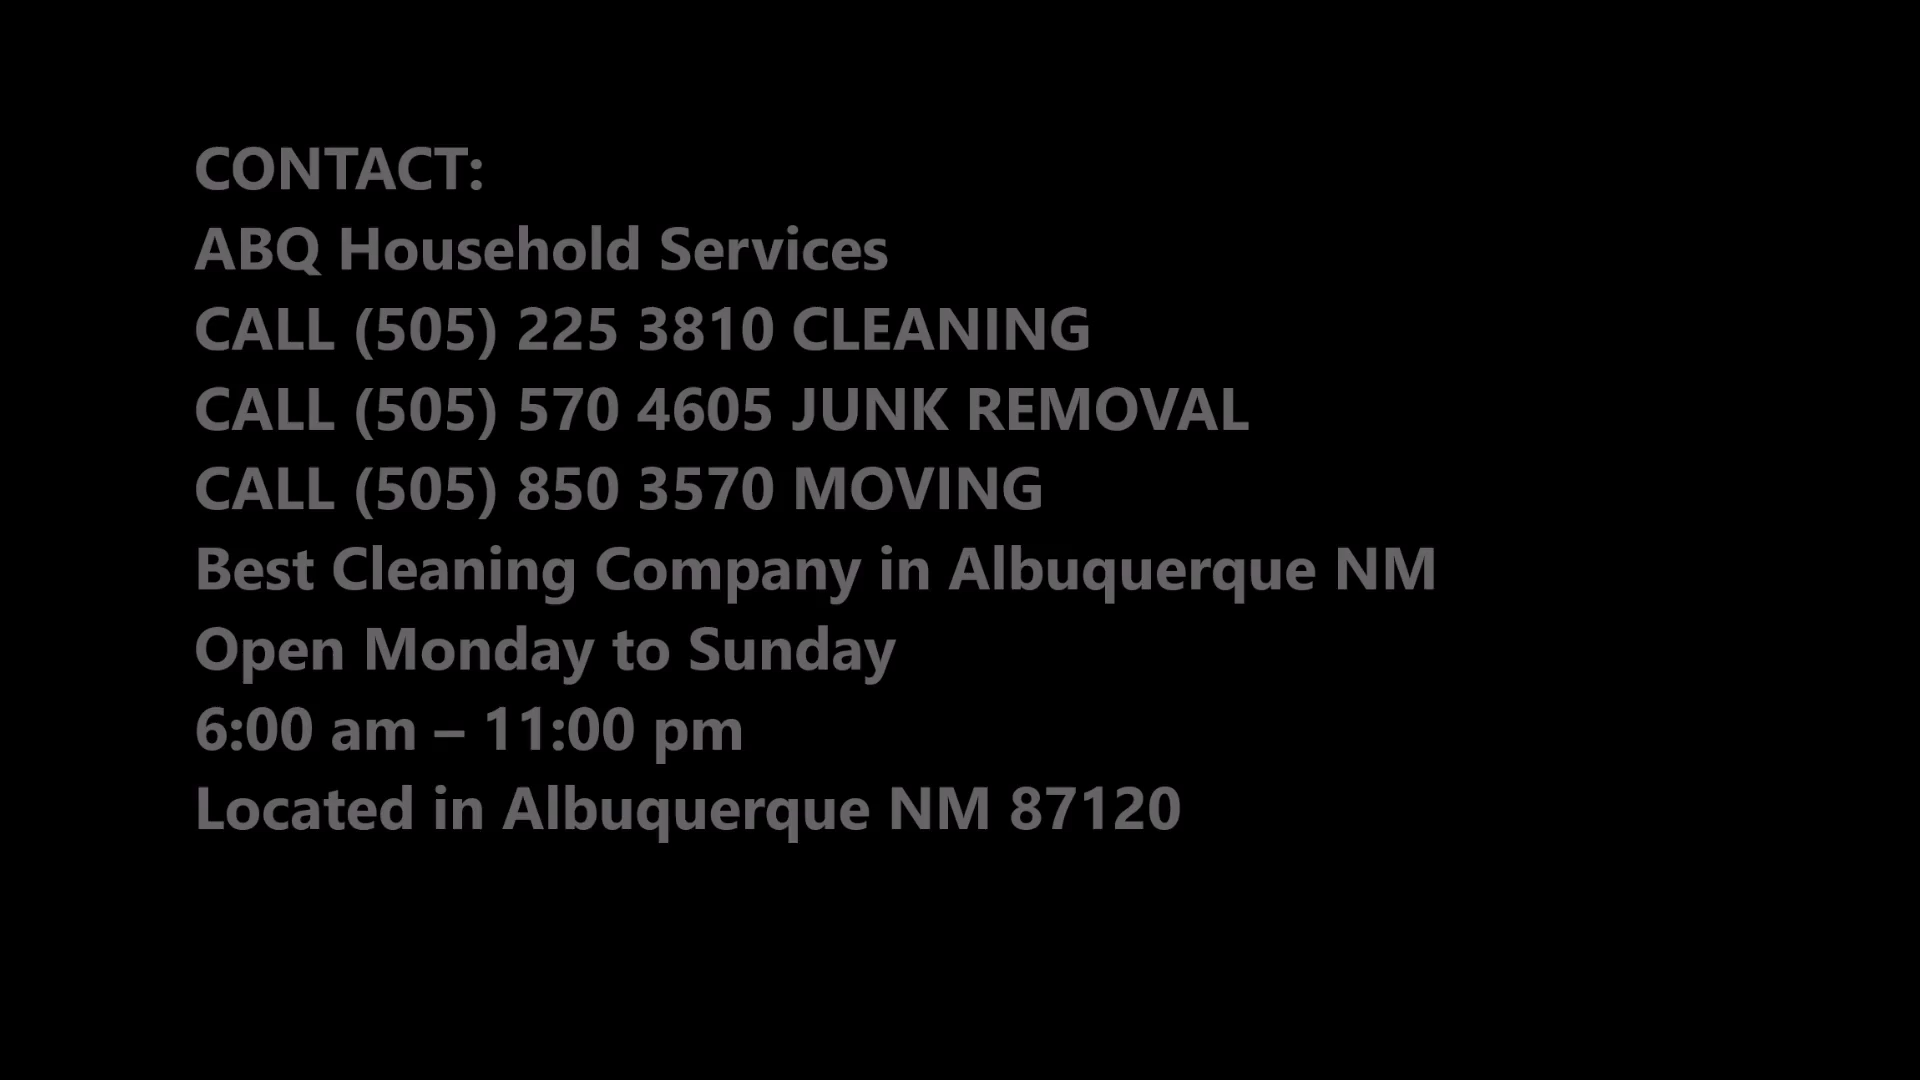 CONTACT:
ABQ Household Services
CALL (505) 225 3810 CLEANING
CALL (505) 570 4605 JUNK REMOVAL
CALL (505) 850 3570 MOVING
Best Cleaning Company in Albuquerque NM
Open Monday to Sunday
6:00 am – 11:00 pm
Located in Albuquerque NM 87120